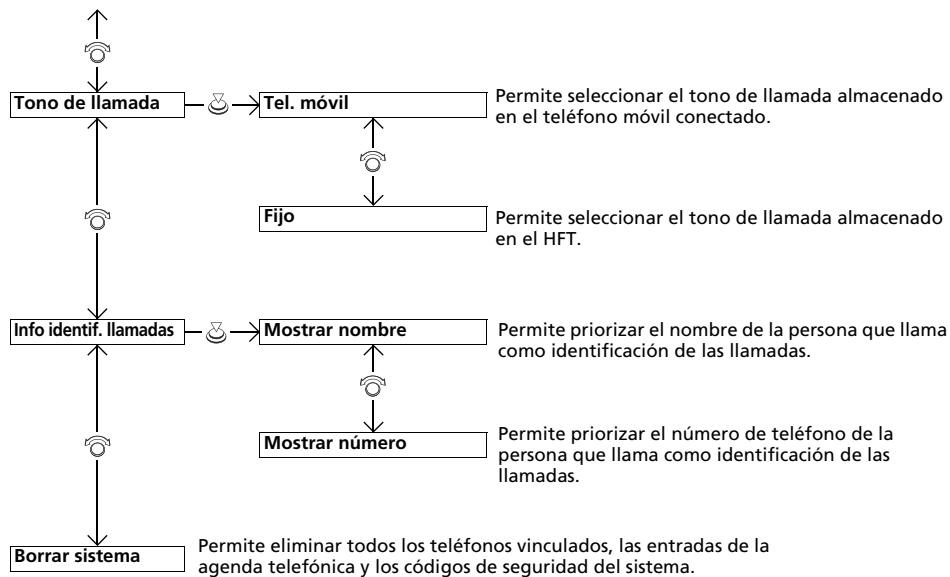 Tono de llamada
Tel. móvil
Permite seleccionar el tono de llamada almacenado
en el teléfono móvil conectado.
Fijo
Permite seleccionar el tono de llamada almacenado
en el HFT.
Info identif. llamadas
Mostrar nombre
Permite priorizar el nombre de la persona que llama
como identificación de las llamadas.
Mostrar número
Permite priorizar el número de teléfono de la
persona que llama como identificación de las
llamadas.
Borrar sistema
Permite eliminar todos los teléfonos vinculados, las entradas de la
agenda telefónica y los códigos de seguridad del sistema.